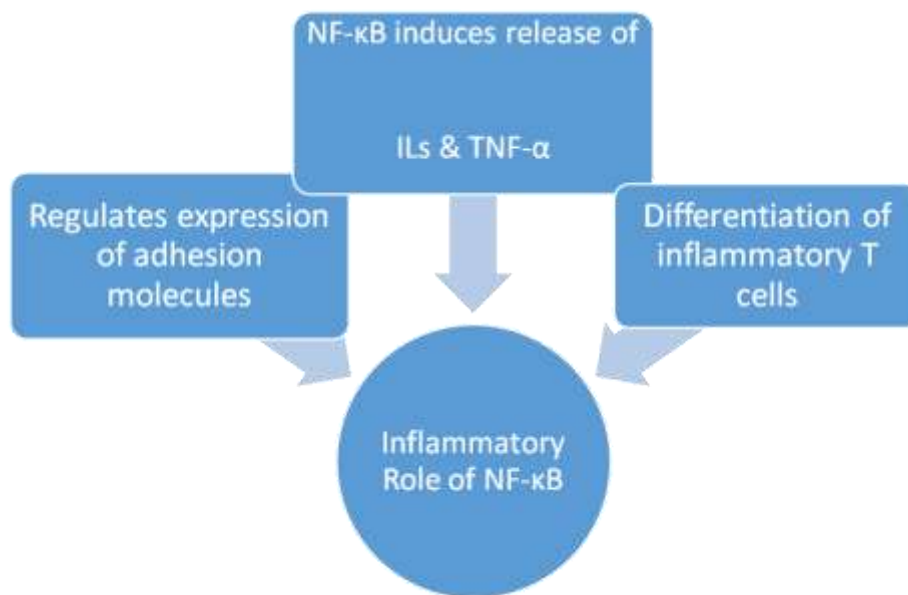 NF-κB induces release of
ILs & TNF-α
Regulates expression
of adhesion
molecules
Differentiation of
inflammatory T
cells
Inflammatory
Role of NF-κB